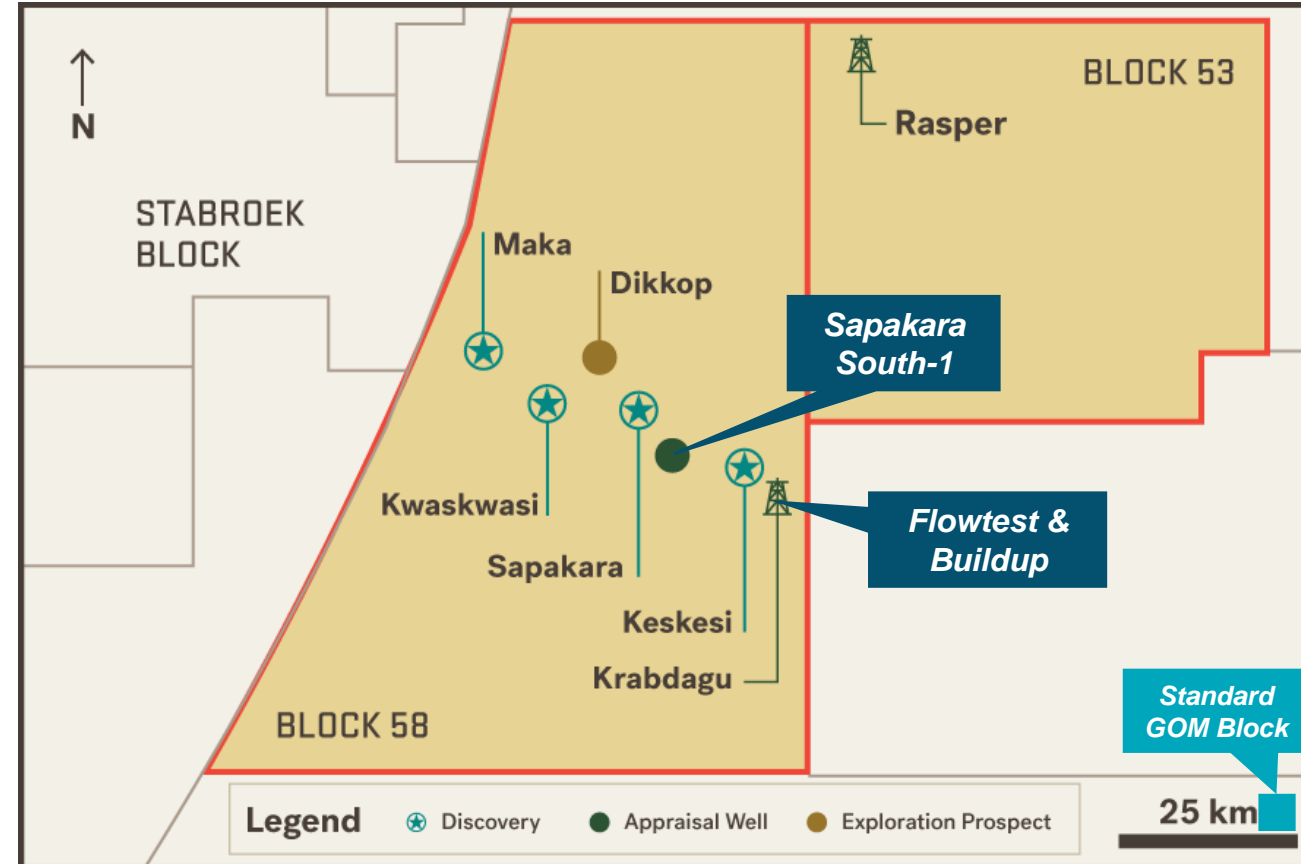 BLOCK 53
Rasper
N
STABROEK
BLOCK
Maka
Dikkop
Sapakara
South-1
Kwaskwasi
Flowtest &
Buildup
Sapakara
Keskesi
Krabdagu
BLOCK 58
Standard
GOM Block
Legend Discovery Appraisal Well Exploration Prospect
25 km